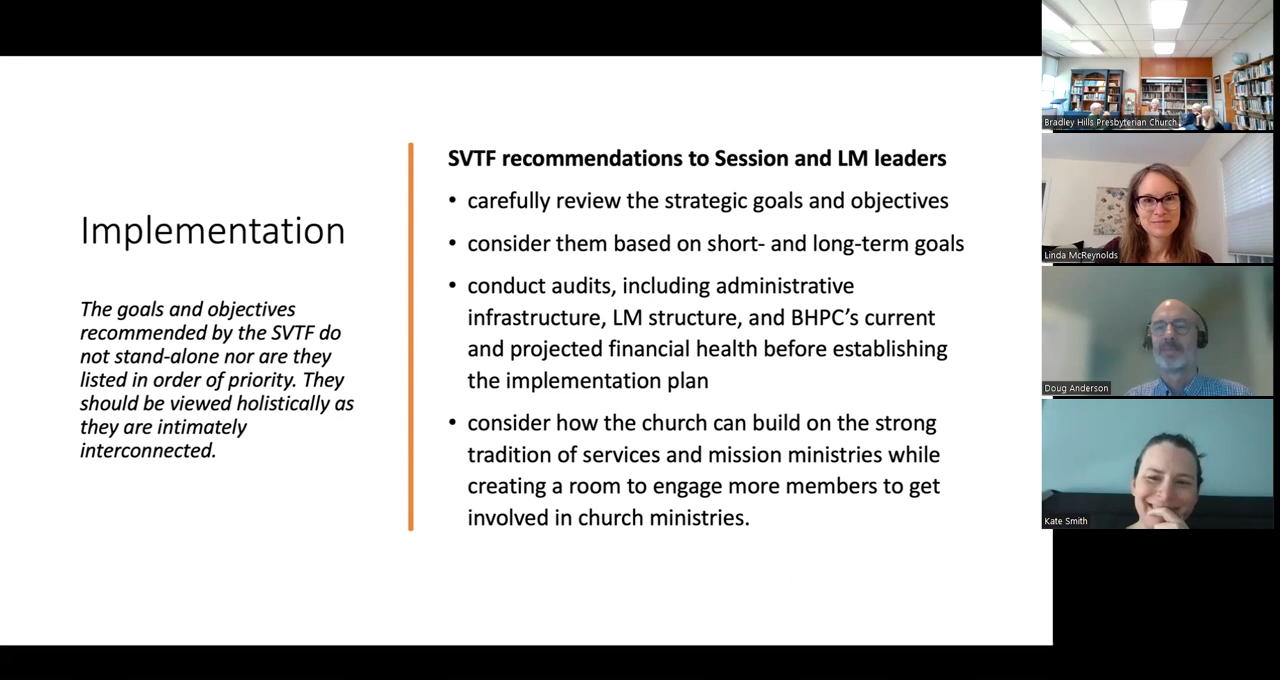 Implementation
The goals and objectives
recommended by the SVTF do
not stand-alone nor are they
listed in order of priority. They
should be viewed holistically as
they are intimately
interconnected.
SVTF recommendations to Session and LM leaders
• carefully review the strategic goals and objectives
• consider them based on short- and long-term goals
• conduct audits, including administrative
infrastructure, LM structure, and BHPC’s current
and projected financial health before establishing
the implementation plan
• consider how the church can build on the strong
tradition of services and mission ministries while
creating a room to engage more members to get
involved in church ministries.
Bradley Hills Presbyterian Church
Linda McReynolds
Doug Anderson
Kate Smith